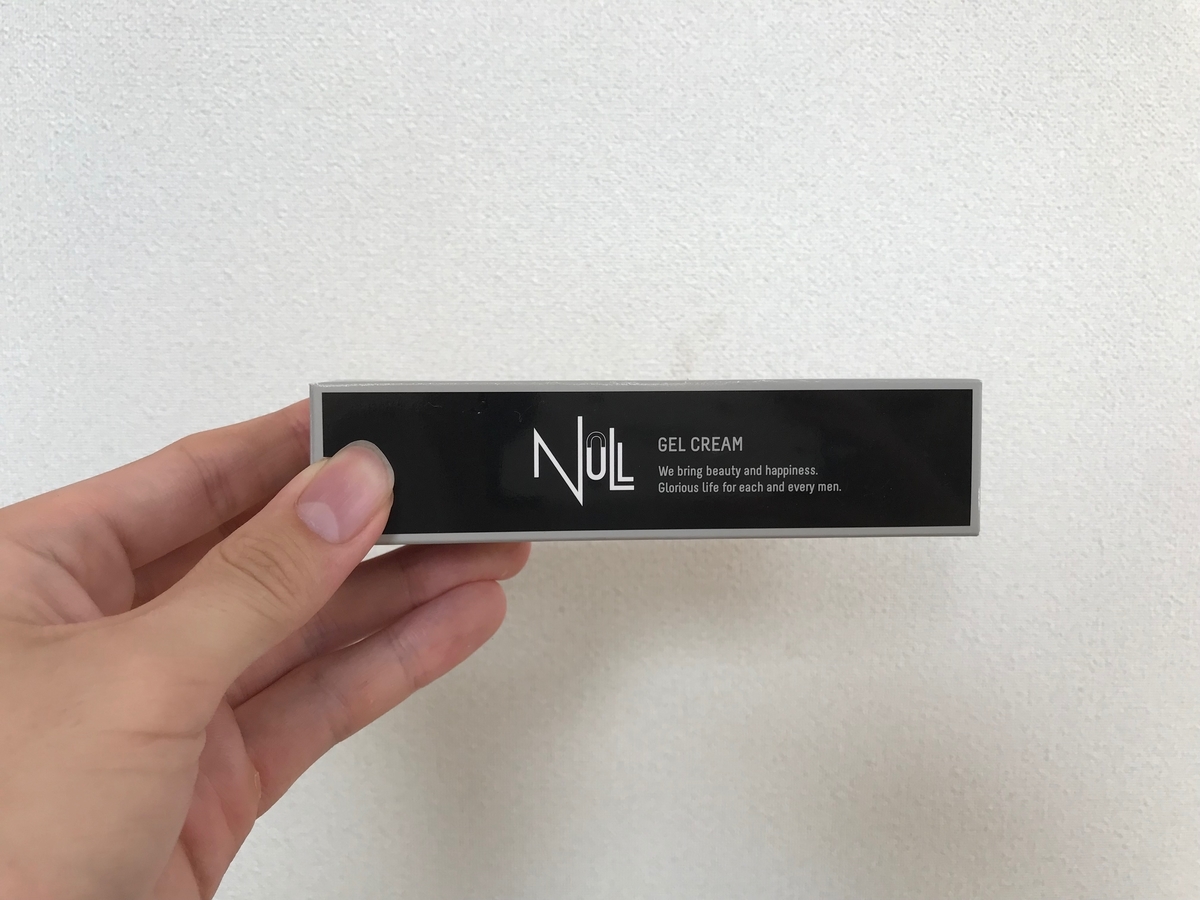 NULL
GEL CREAM
We bring beauty and happiness.
Glorious life for each and every men.